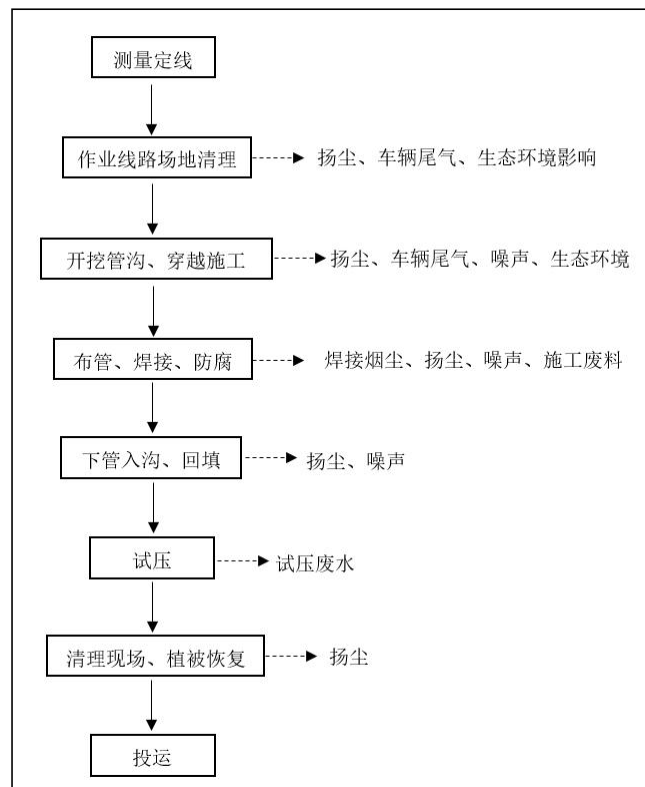 测量定线
作业线路场地清理
扬尘、车辆尾气、生态环境影响
开挖管沟、穿越施工
扬尘、车辆尾气、噪声、生态环境
布管、焊接、防腐
焊接烟尘、扬尘、噪声、施工废料
下管入沟、回填
扬尘、噪声
试压
试压废水
清理现场、植被恢复
扬尘
投运